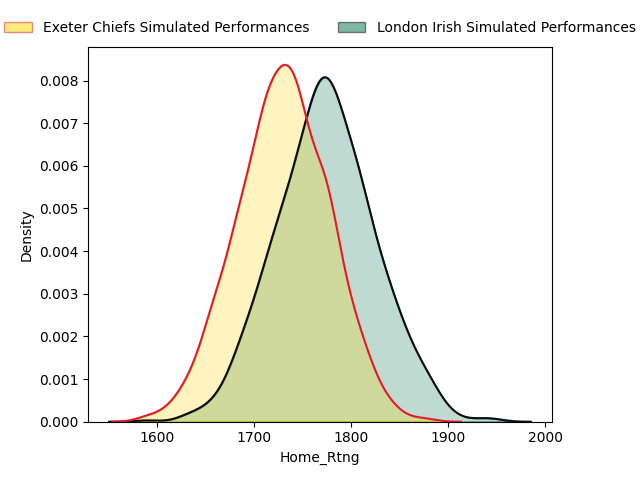 Exeter Chiefs Simulated Performances London Irish Simulated Performances
0.008
0.007
0.006
0.005
0.004
0.003
0.002
0.001
0.000
Density
1600 1700 1800 1900 2000
Home_Rtng